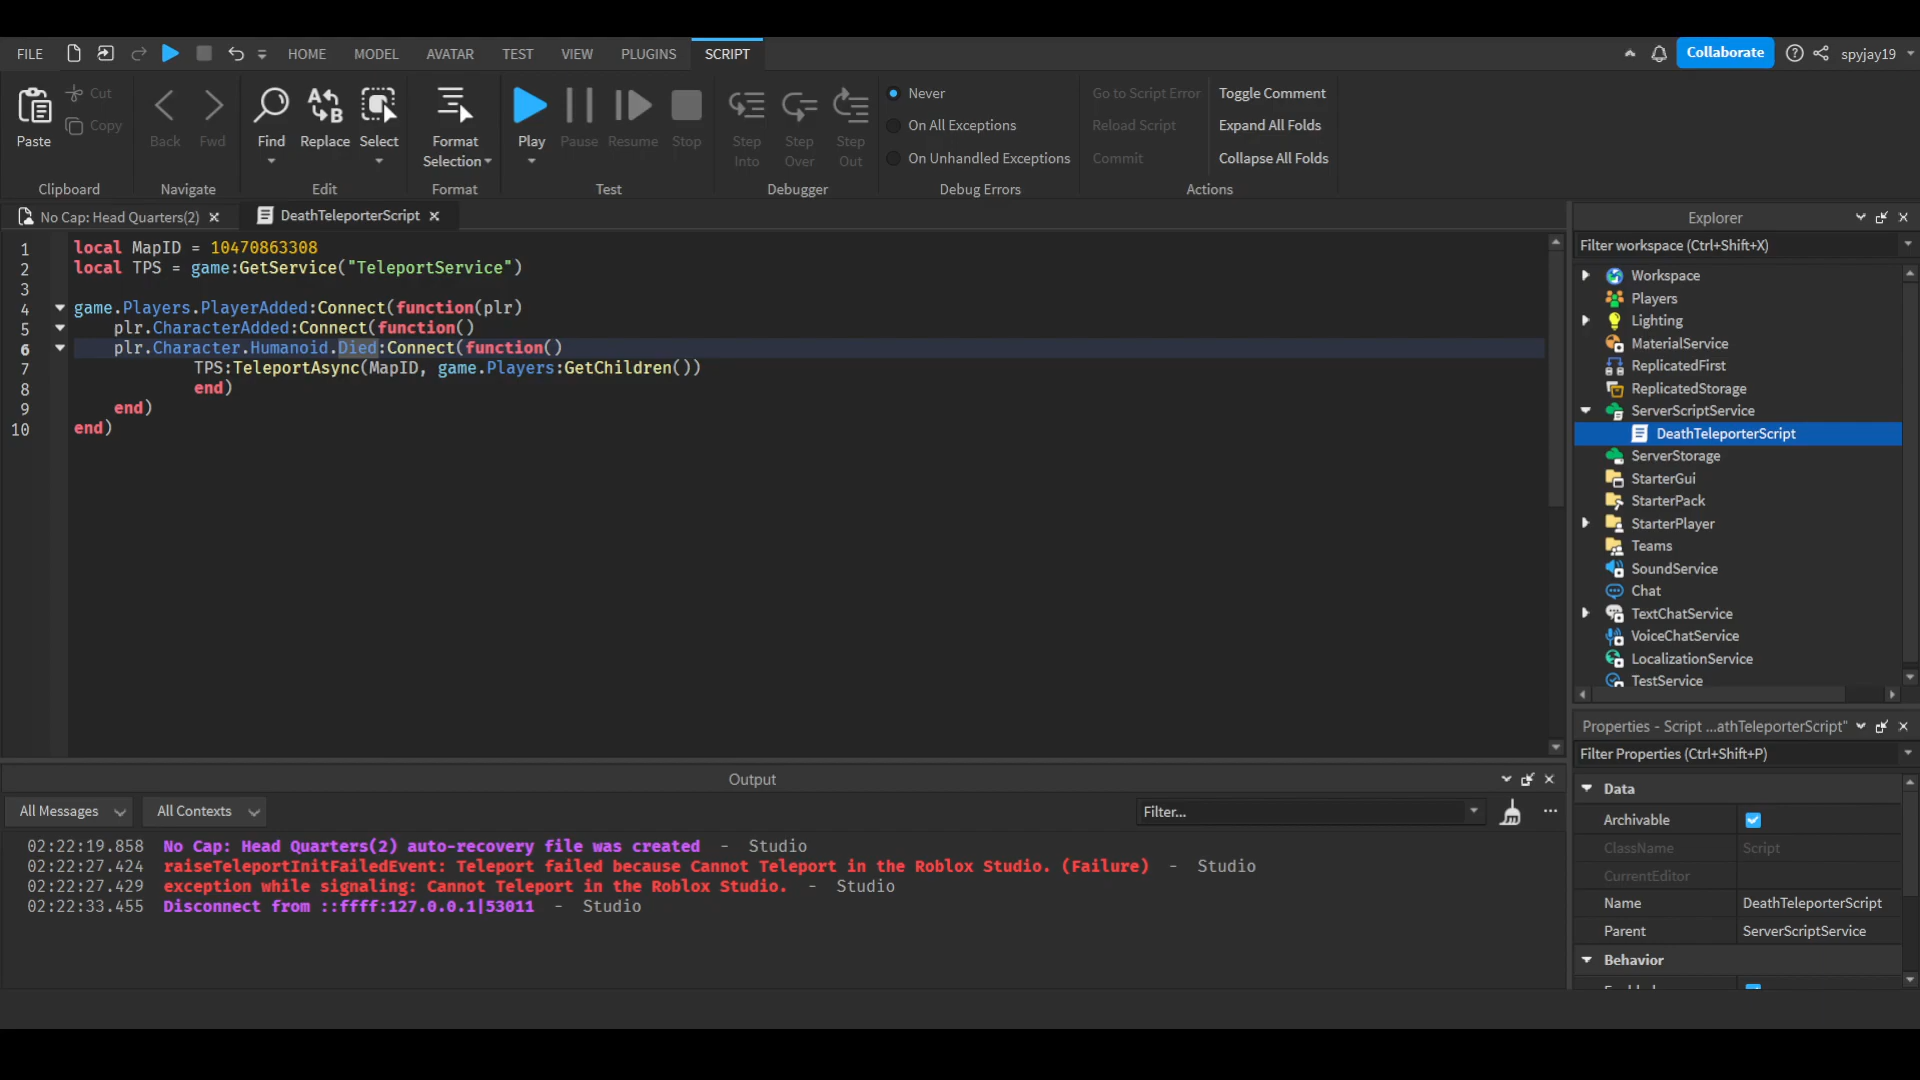 FILE HOME MODEL AVATAR TEST VIEW PLUGINS SCRIPT Collaborate spyjay19
Paste Cut Copy Back Fwd Find Replace Select Format Selection Play Pause Resume Stop Step Into Step Over Step Out
Never
On All Exceptions
On Unhandled Exceptions
Go to Script Error
Reload Script
Commit
Toggle Comment
Expand All Folds
Collapse All Folds
Clipboard Navigate Edit Format Test Debugger Debug Errors Actions
No Cap: Head Quarters(2) DeathTeleporterScript
1 local MapID = 10470863308
2 local TPS = game:GetService("TeleportService")
3
4 game.Players.PlayerAdded:Connect(function(plr)
5 plr.CharacterAdded:Connect(function()
6 plr.Character.Humanoid.Died:Connect(function()
7 TPS:TeleportAsync(MapID, game.Players:GetChildren())
8 end)
9 end)
10 end)
Explorer
Filter workspace (Ctrl+Shift+X)
Workspace
Players
Lighting
MaterialService
ReplicatedFirst
ReplicatedStorage
ServerScriptService
DeathTeleporterScript
ServerStorage
StarterGui
StarterPack
StarterPlayer
Teams
SoundService
Chat
TextChatService
VoiceChatService
LocalizationService
TestService
Properties - Script ...athTeleporterScript"
Filter Properties (Ctrl+Shift+P)
Data
Archivable
ClassName Script
CurrentEditor
Name DeathTeleporterScript
Parent ServerScriptService
Behavior
Output
All Messages All Contexts Filter...
02:22:19.858 No Cap: Head Quarters(2) auto-recovery file was created - Studio
02:22:27.424 raiseTeleportInitFailedEvent: Teleport failed because Cannot Teleport in the Roblox Studio. (Failure) - Studio
02:22:27.429 exception while signaling: Cannot Teleport in the Roblox Studio. - Studio
02:22:33.455 Disconnect from ::ffff:127.0.0.1|53011 - Studio